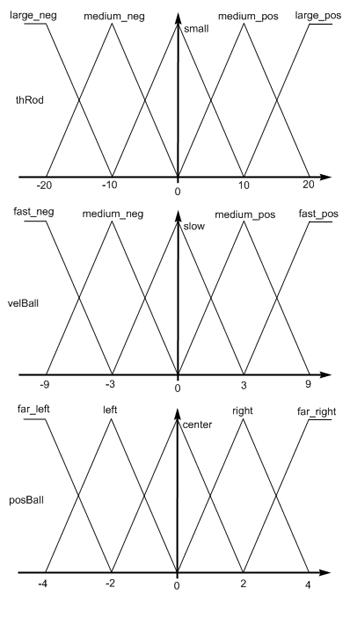 large_neg medium_neg medium_pos large_pos
small
thRod
-20 -10 0 10 20
fast_neg medium_neg medium_pos fast_pos
slow
velBall
-9 -3 0 3 9
far_left left right far_right
center
posBall
-4 -2 0 2 4